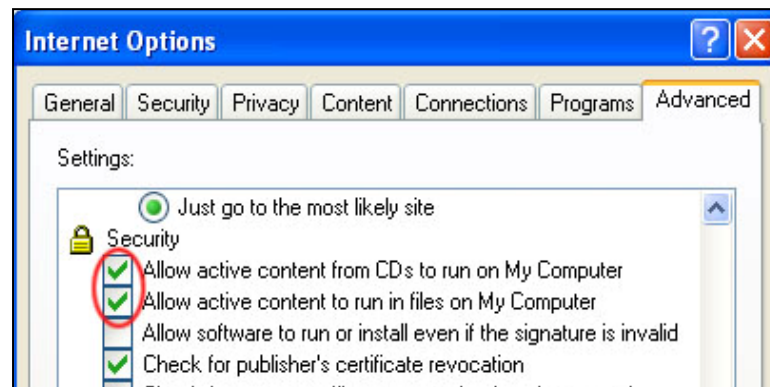 Internet Options
General Security Privacy Content Connections Programs Advanced
Settings:
Just go to the most likely site
Security
Allow active content from CDs to run on My Computer
Allow active content to run in files on My Computer
Allow software to run or install even if the signature is invalid
Check for publisher's certificate revocation